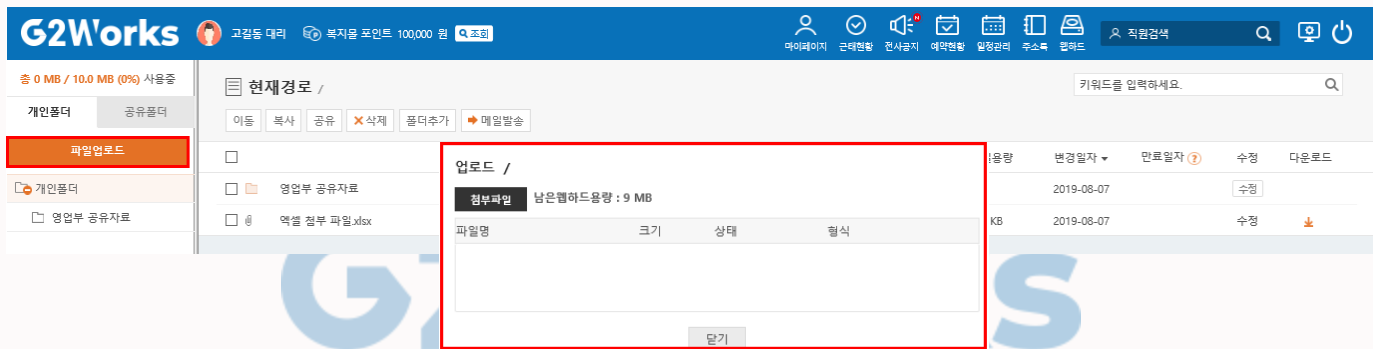 G2Works 고길동 대리 복지몰 포인트 100,000 원 조회
마이페이지 근태현황 전사공지 예약현황 일정관리 주소록 웹하드 직원검색
N
총 0 MB / 10.0 MB (0%) 사용중
개인폴더 공유폴더
파일업로드
개인폴더
영업부 공유자료
현재경로 /
키워드를 입력하세요.
이동 복사 공유 삭제 폴더추가 메일발송
용량 변경일자 만료일자 ? 수정 다운로드
영업부 공유자료 2019-08-07 수정
엑셀 첨부 파일.xlsx KB 2019-08-07 수정
업로드 /
첨부파일 남은웹하드용량 : 9 MB
파일명 크기 상태 형식
닫기